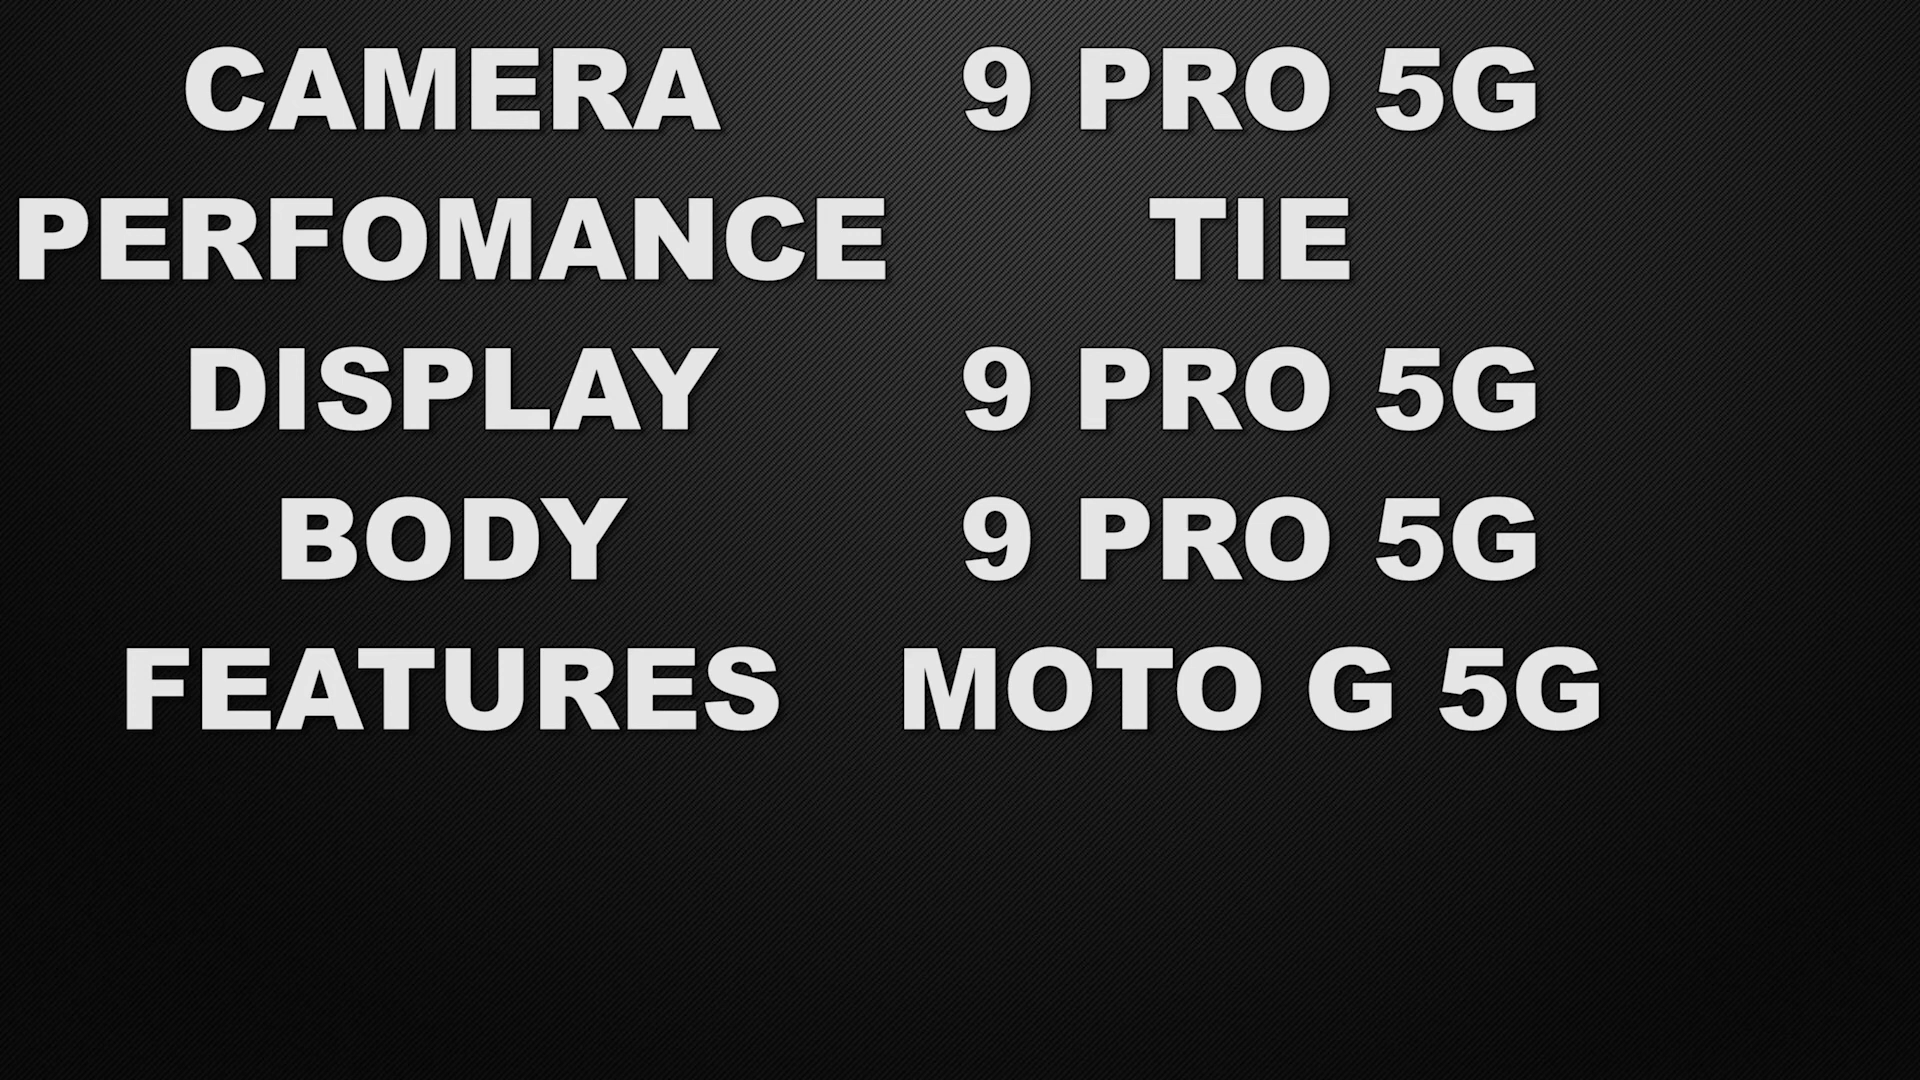 CAMERA 9 PRO 5G
PERFOMANCE TIE
DISPLAY 9 PRO 5G
BODY 9 PRO 5G
FEATURES MOTO G 5G